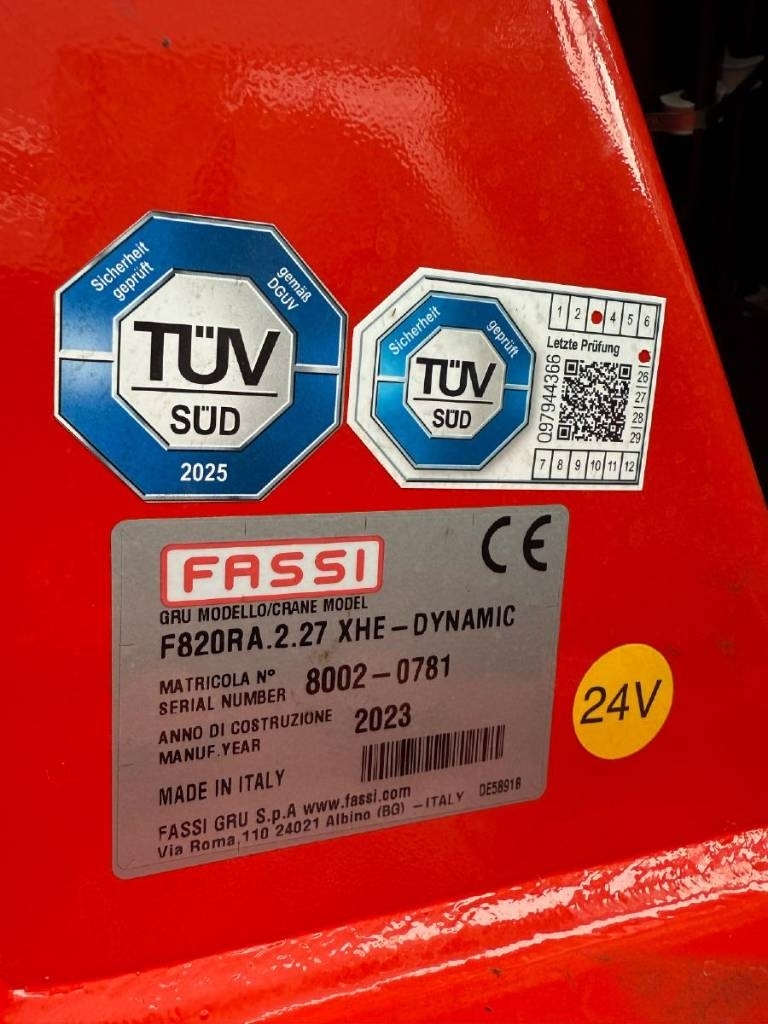 Sicherheit
geprüft
gemäß
DGUV
TÜV
SÜD
2025
Sicherheit
geprüft
TÜV
SÜD
1 2 4 5 6
Letzte Prüfung
097944366
26
27
28
29
7 8 9 10 11 12
FASSI
CE
GRU MODELLO/CRANE MODEL
F820RA.2.27 XHE-DYNAMIC
MATRICOLA N°
SERIAL NUMBER 8002-0781
ANNO DI COSTRUZIONE
MANUF.YEAR 2023
MADE IN ITALY
DE5891B
FASSI GRU S.p.A www.fassi.com
Via Roma,110 24021 Albino (BG) -ITALY
24V